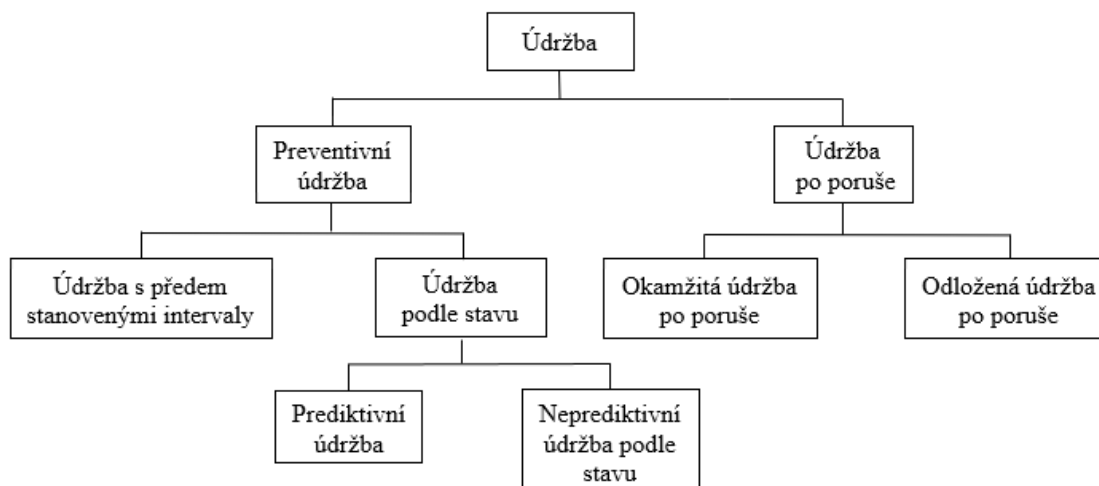 Údržba
Preventivní
údržba
Údržba
po poruše
Údržba s předem
stanovenými intervaly
Údržba
podle stavu
Okamžitá údržba
po poruše
Odložená údržba
po poruše
Prediktivní
údržba
Neprediktivní
údržba podle
stavu